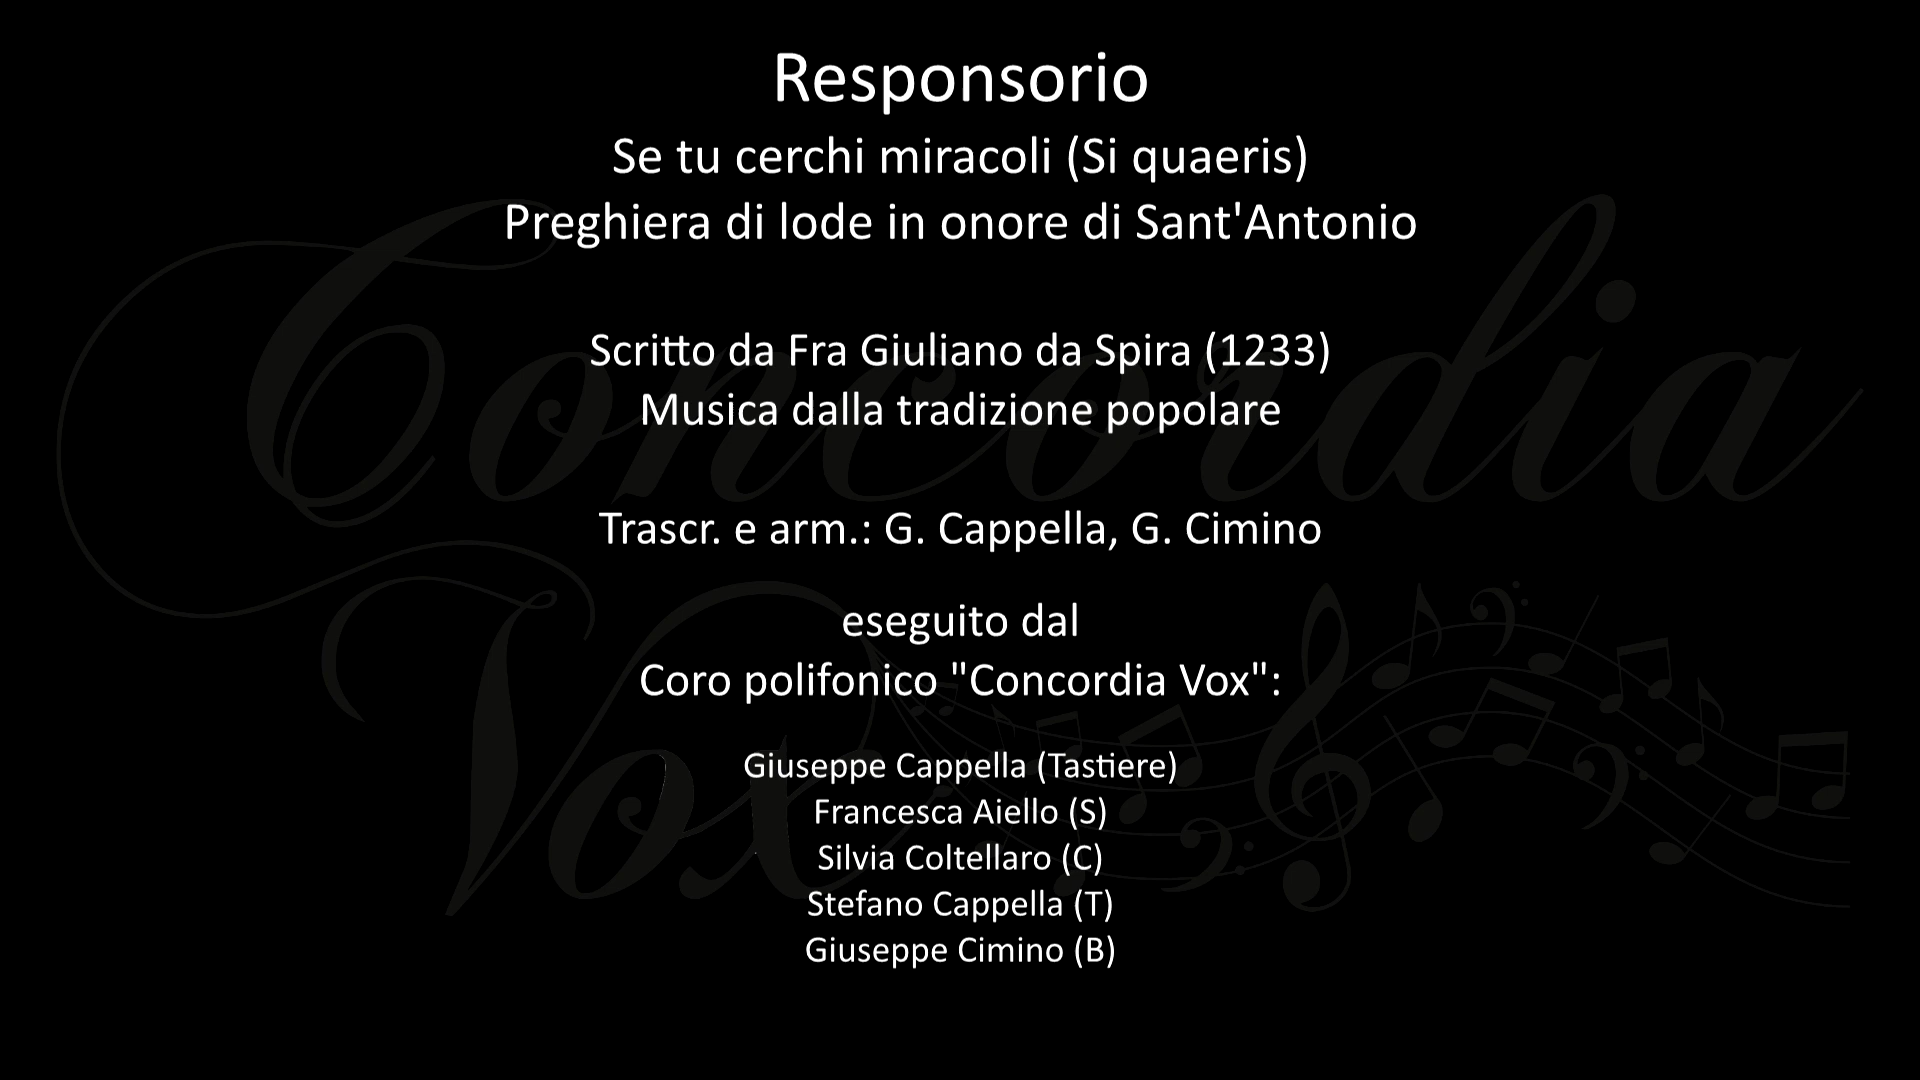 Responsorio
Se tu cerchi miracoli (Si quaeris)
Preghiera di lode in onore di Sant'Antonio
Scritto da Fra Giuliano da Spira (1233)
Musica dalla tradizione popolare
Trascr. e arm.: G. Cappella, G. Cimino
eseguito dal
Coro polifonico "Concordia Vox":
Giuseppe Cappella (Tastiere)
Francesca Aiello (S)
Silvia Coltellaro (C)
Stefano Cappella (T)
Giuseppe Cimino (B)
Concordia
Vox